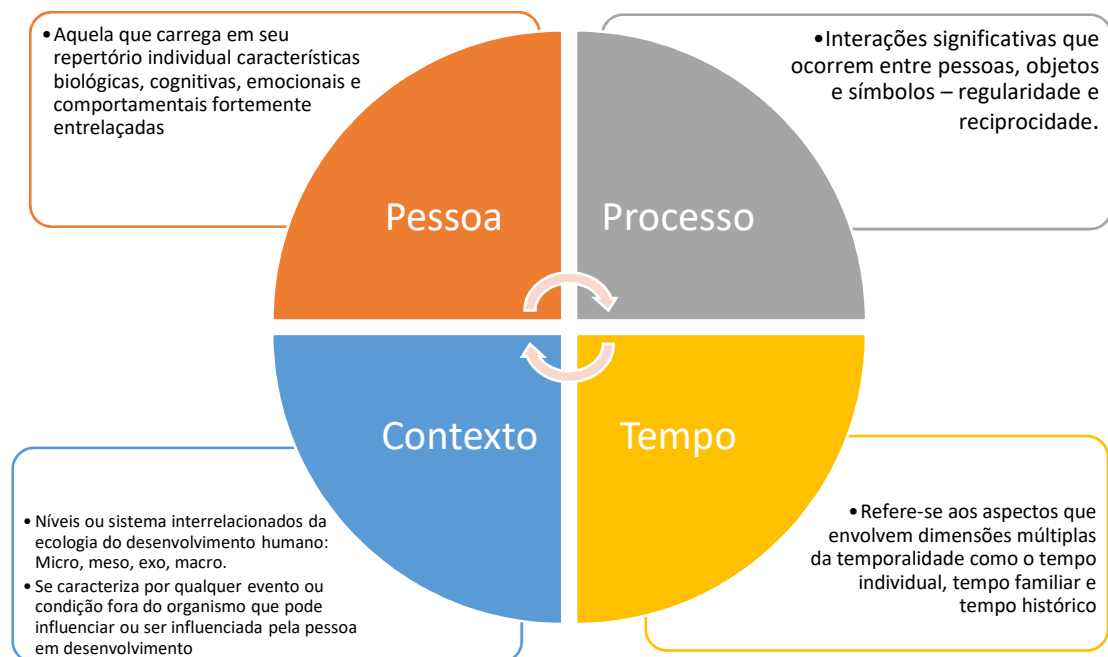 •Aquela que carrega em seu
repertório individual características
biológicas, cognitivas, emocionais e
comportamentais fortemente
entrelaçadas
•Interações significativas que
ocorrem entre pessoas, objetos
e símbolos – regularidade e
reciprocidade.
Pessoa
Processo
Contexto
Tempo
• Níveis ou sistema interrelacionados da
ecologia do desenvolvimento humano:
Micro, meso, exo, macro.
• Se caracteriza por qualquer evento ou
condição fora do organismo que pode
influenciar ou ser influenciada pela pessoa
em desenvolvimento
•Refere-se aos aspectos que
envolvem dimensões múltiplas
da temporalidade como o tempo
individual, tempo familiar e
tempo histórico